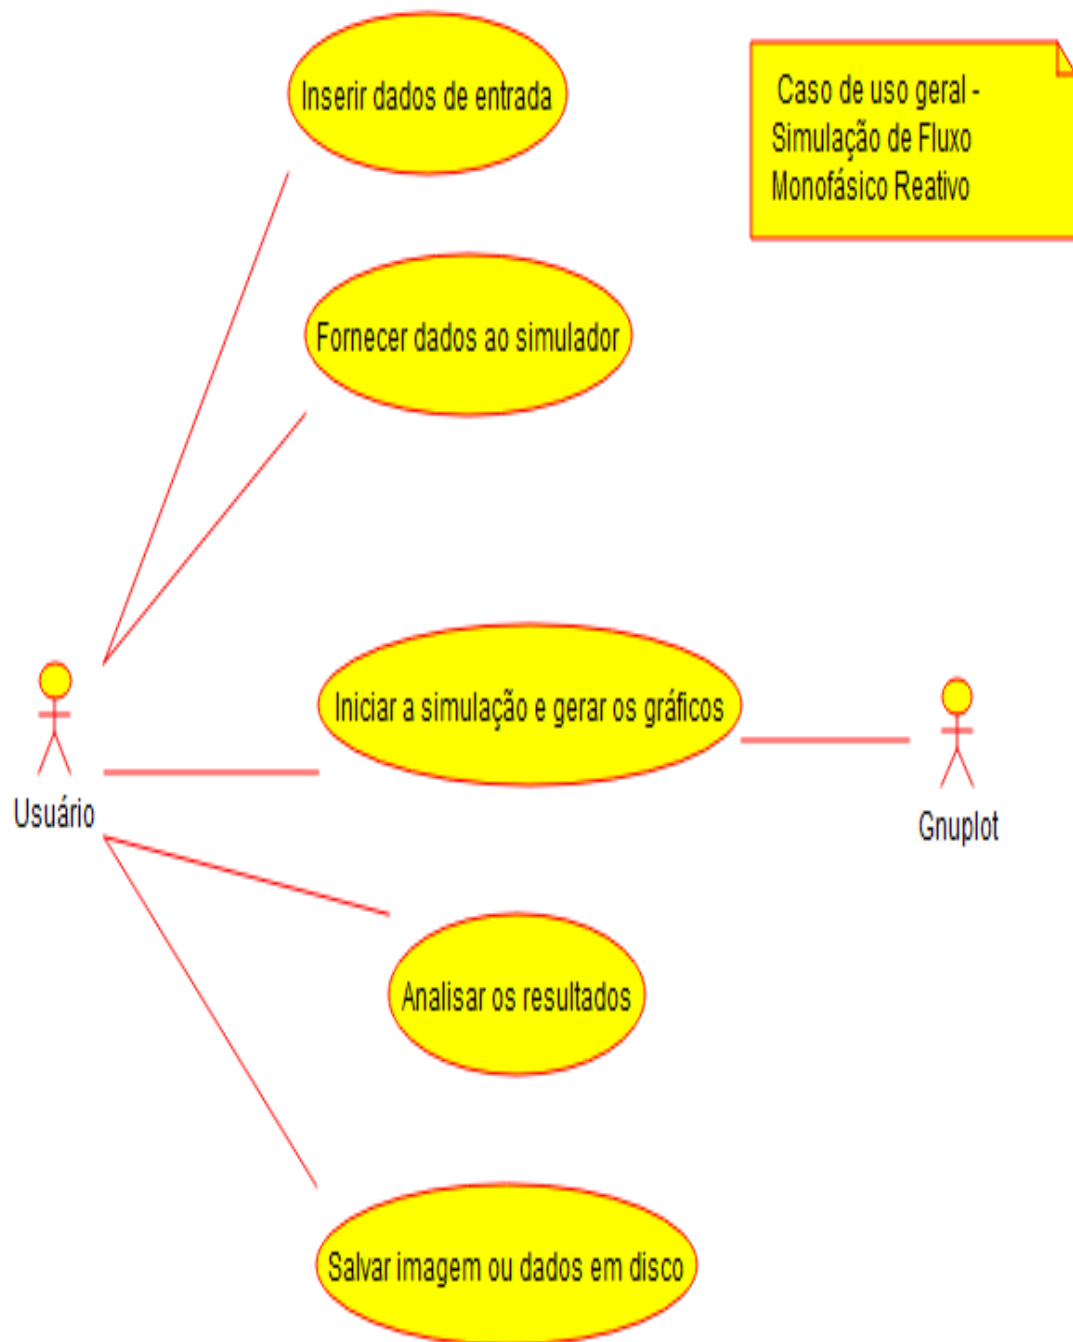 Inserir dados de entrada
Caso de uso geral -
Simulação de Fluxo
Monofásico Reativo
Fornecer dados ao simulador
Iniciar a simulação e gerar os gráficos
Usuário
Gnuplot
Analisar os resultados
Salvar imagem ou dados em disco